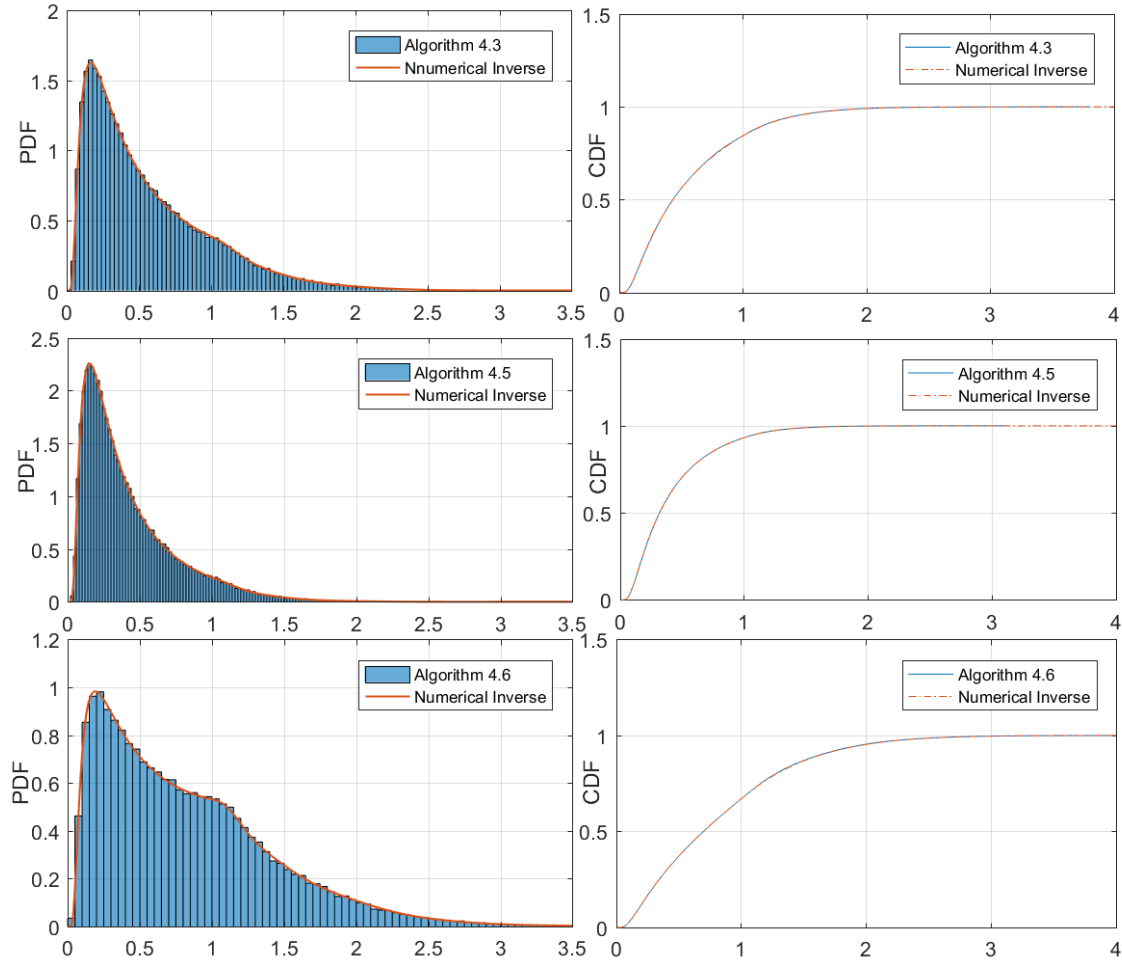 2
1.5
1
0.5
0
PDF
Algorithm 4.3
Nnumerical Inverse
0 0.5 1 1.5 2 2.5 3 3.5
1.5
1
0.5
0
CDF
Algorithm 4.3
Numerical Inverse
0 1 2 3 4
2.5
2
1.5
1
0.5
0
PDF
Algorithm 4.5
Numerical Inverse
0 0.5 1 1.5 2 2.5 3 3.5
1.5
1
0.5
0
CDF
Algorithm 4.5
Numerical Inverse
0 1 2 3 4
1.2
1
0.8
0.6
0.4
0.2
0
PDF
Algorithm 4.6
Numerical Inverse
0 0.5 1 1.5 2 2.5 3 3.5
1.5
1
0.5
0
CDF
Algorithm 4.6
Numerical Inverse
0 1 2 3 4